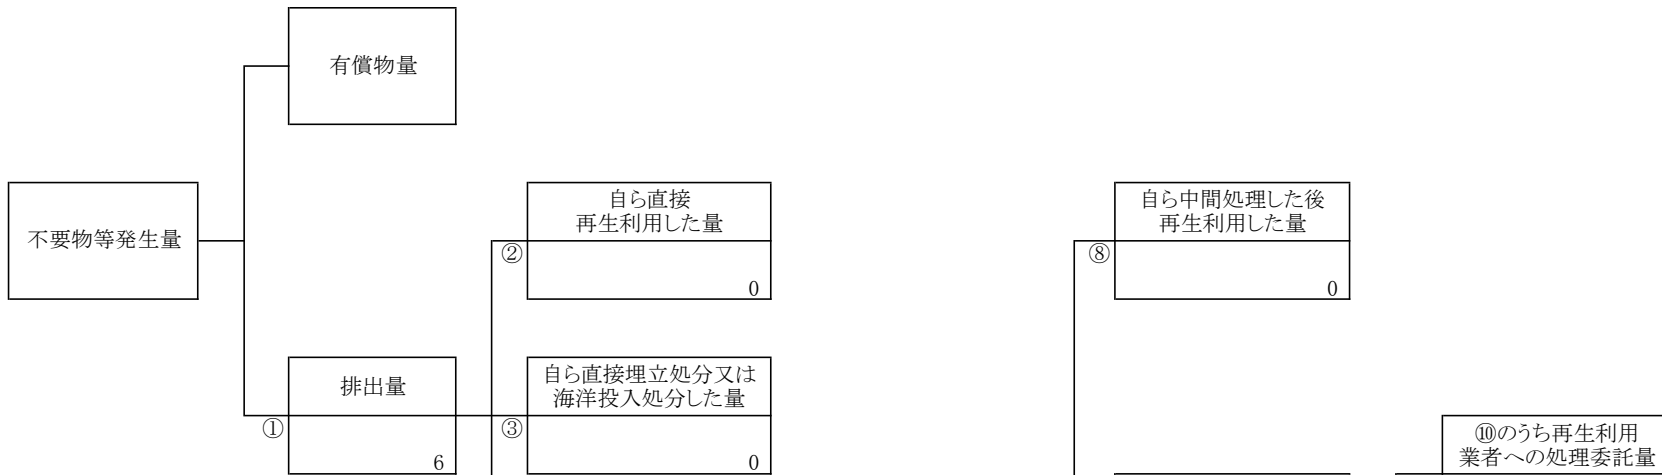 有償物量
不要物等発生量
自ら直接
再生利用した量
②
0
自ら中間処理した後
再生利用した量
⑧
0
排出量
①
6
自ら直接埋立処分又は
海洋投入処分した量
③
0
⑩のうち再生利用
業者への処理委託量